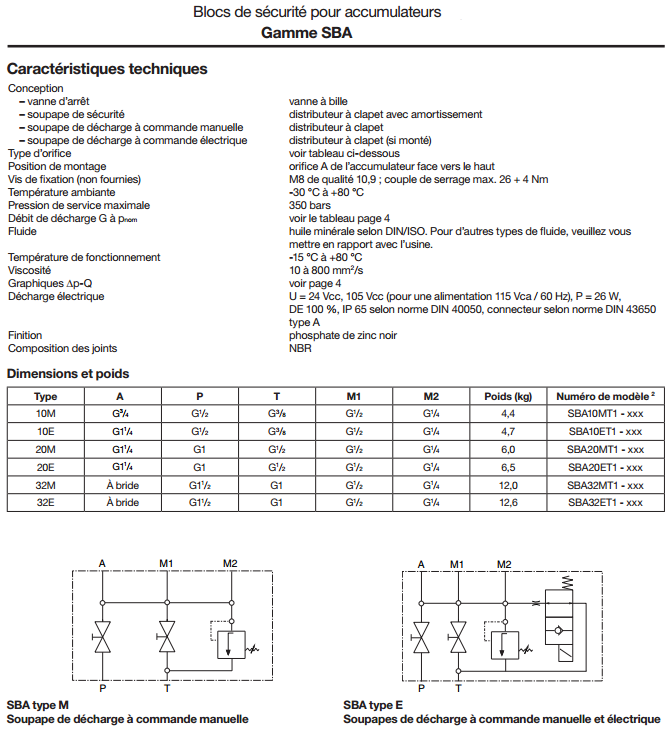 Blocs de sécurité pour accumulateurs
Gamme SBA
Caractéristiques techniques
Conception
– vanne d'arrêt vanne à bille
– soupape de sécurité distributeur à clapet avec amortissement
– soupape de décharge à commande manuelle distributeur à clapet
– soupape de décharge à commande électrique distributeur à clapet (si monté)
Type d'orifice voir tableau ci-dessous
Position de montage orifice A de l'accumulateur face vers le haut
Vis de fixation (non fournies) M8 de qualité 10,9 ; couple de serrage max. 26 + 4 Nm
Température ambiante -30 °C à +80 °C
Pression de service maximale 350 bars
Débit de décharge G à pnom voir le tableau page 4
Fluide huile minérale selon DIN/ISO. Pour d'autres types de fluide, veuillez vous
mettre en rapport avec l'usine.
Température de fonctionnement -15 °C à +80 °C
Viscosité 10 à 800 mm²/s
Graphiques Δp-Q voir page 4
Décharge électrique U = 24 Vcc, 105 Vcc (pour une alimentation 115 Vca / 60 Hz), P = 26 W,
DE 100 %, IP 65 selon norme DIN 40050, connecteur selon norme DIN 43650
type A
Finition phosphate de zinc noir
Composition des joints NBR
Dimensions et poids
Type A P T M1 M2 Poids (kg) Numéro de modèle ²
10M G3/4 G1/2 G3/8 G1/2 G1/4 4,4 SBA10MT1 - xxx
10E G11/4 G1/2 G3/8 G1/2 G1/4 4,7 SBA10ET1 - xxx
20M G11/4 G1 G1/2 G1/2 G1/4 6,0 SBA20MT1 - xxx
20E G11/4 G1 G1/2 G1/2 G1/4 6,5 SBA20ET1 - xxx
32M À bride G11/2 G1 G1/2 G1/4 12,0 SBA32MT1 - xxx
32E À bride G11/2 G1 G1/2 G1/4 12,6 SBA32ET1 - xxx
A M1 M2
P T
SBA type M
Soupape de décharge à commande manuelle
A M1 M2
P T
SBA type E
Soupapes de décharge à commande manuelle et électrique